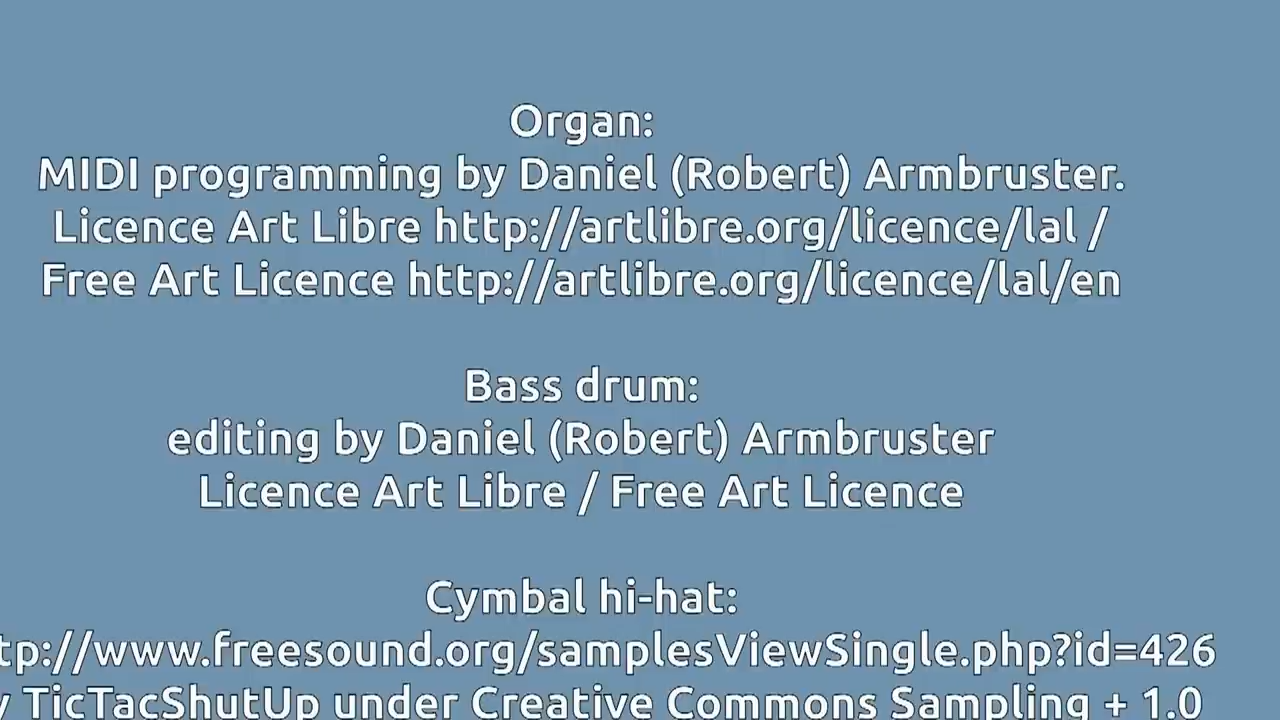 Organ:
MIDI programming by Daniel (Robert) Armbruster.
Licence Art Libre http://artlibre.org/licence/lal /
Free Art Licence http://artlibre.org/licence/lal/en
Bass drum:
editing by Daniel (Robert) Armbruster
Licence Art Libre / Free Art Licence
Cymbal hi-hat:
tp://www.freesound.org/samplesViewSingle.php?id=426
TicTacShutUp under Creative Commons Sampling + 1.0